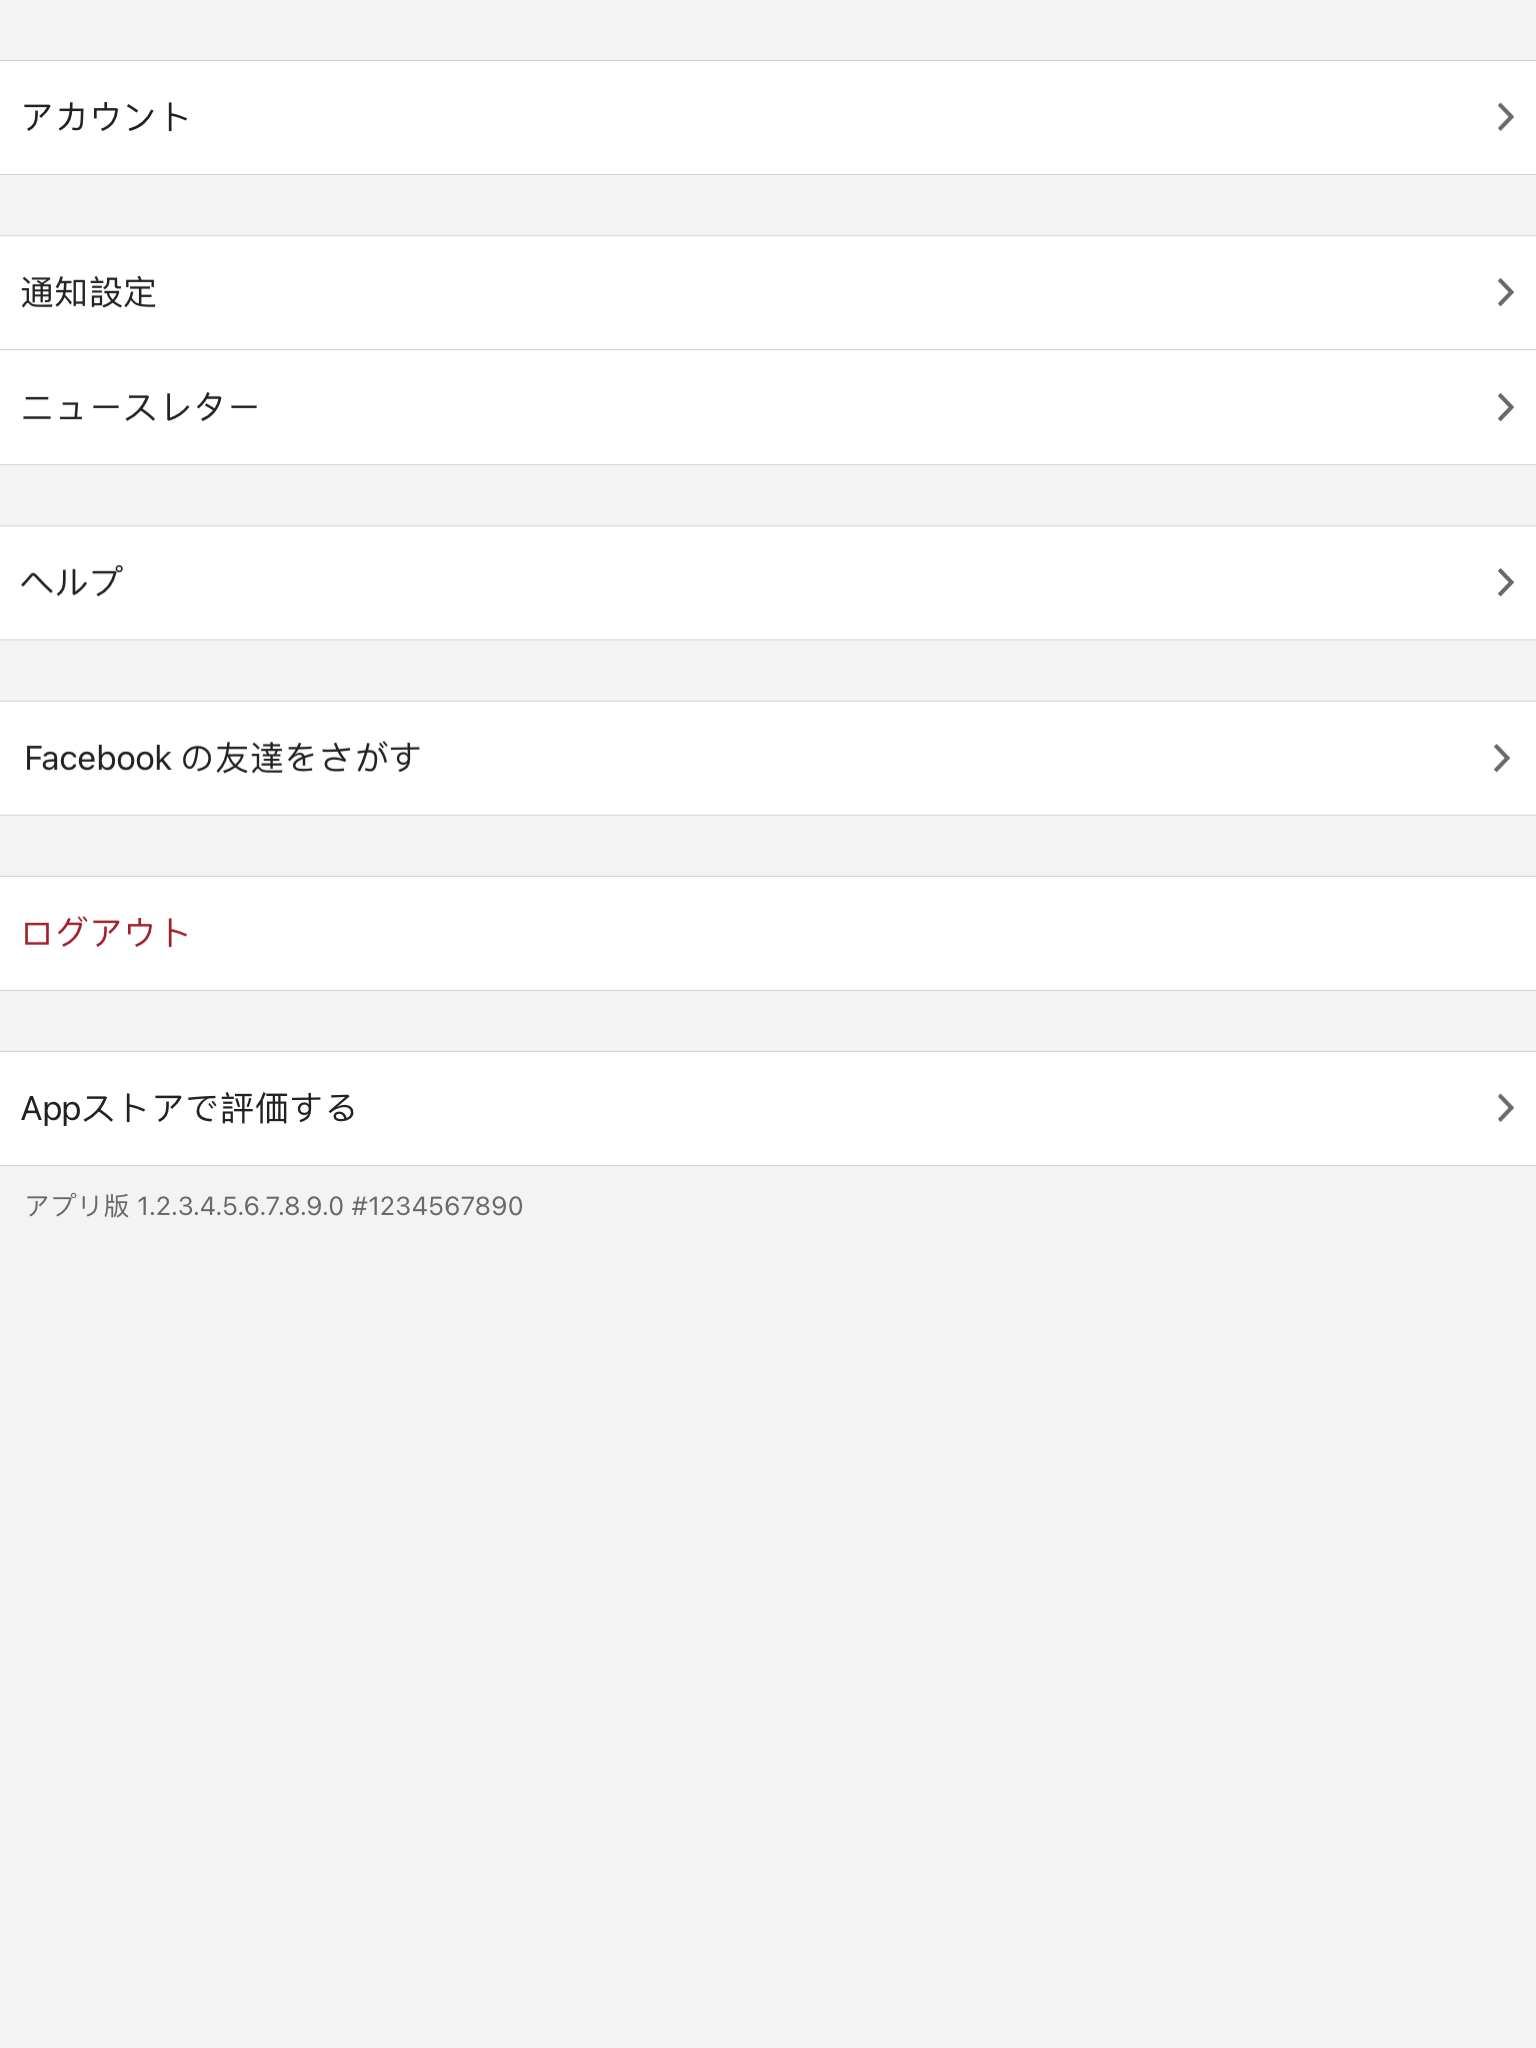 アカウント
通知設定
ニュースレター
ヘルプ
Facebook の友達をさがす
ログアウト
Appストアで評価する
アプリ版 1.2.3.4.5.6.7.8.9.0 #1234567890